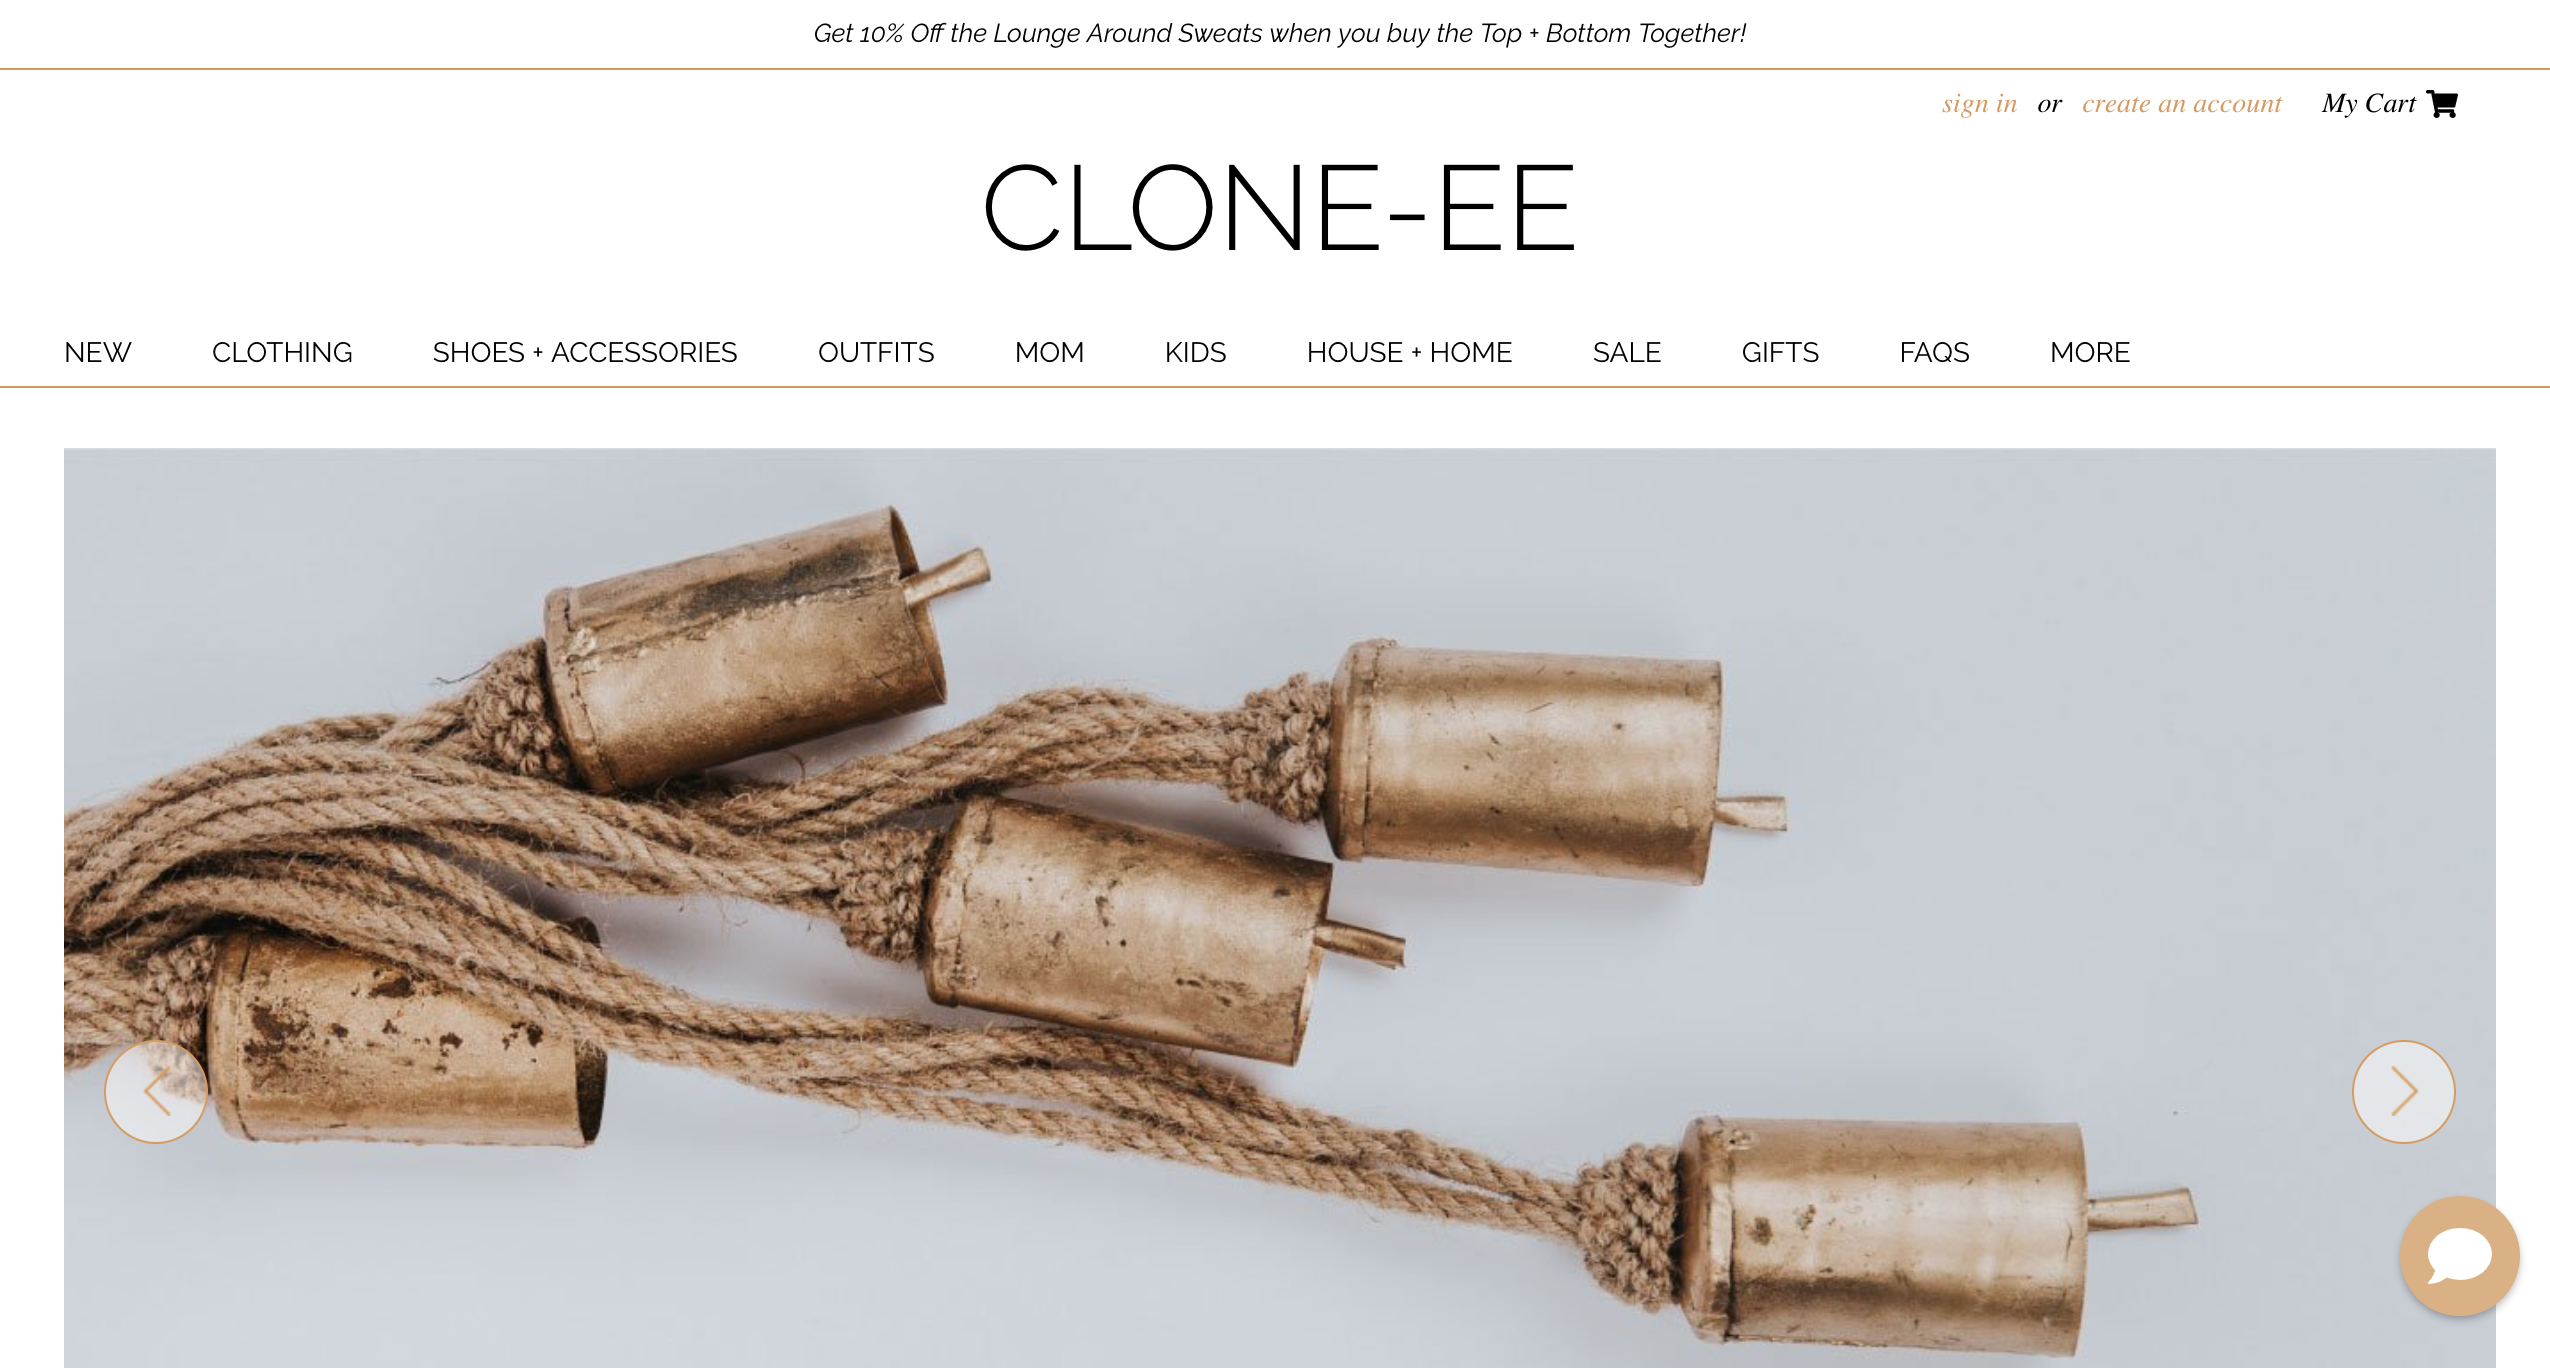 Get 10% Off the Lounge Around Sweats when you buy the Top + Bottom Together!
sign in or create an account My Cart
CLONE-EE
NEW CLOTHING SHOES + ACCESSORIES OUTFITS MOM KIDS HOUSE + HOME SALE GIFTS FAQS MORE